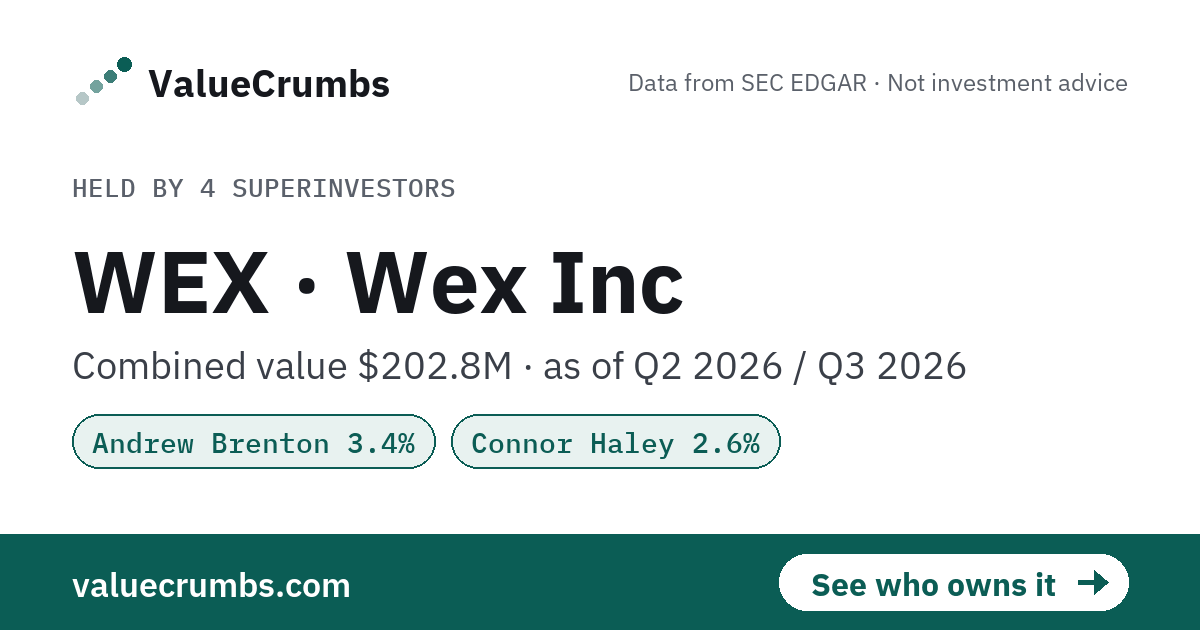 ValueCrumbs
Data from SEC EDGAR · Not investment advice
HELD BY 4 SUPERINVESTORS
WEX · Wex Inc
Combined value $202.8M · as of Q2 2026 / Q3 2026
Andrew Brenton 3.4%
Connor Haley 2.6%
valuecrumbs.com
See who owns it →